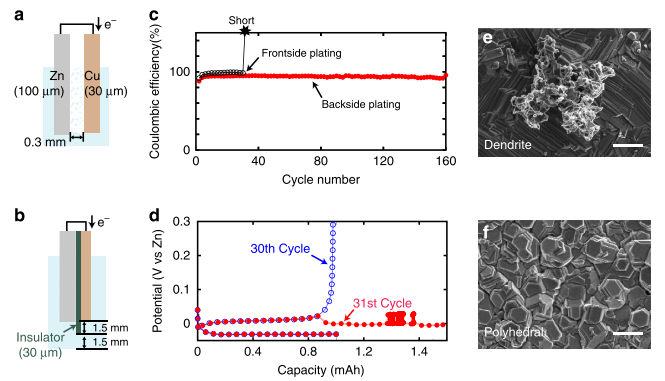 a
e⁻
Zn
(100 μm)
Cu
(30 μm)
0.3 mm
b
e⁻
Insulator
(30 μm)
1.5 mm
1.5 mm
c
Short
Coulombic efficiency(%)
100
0
Frontside plating
Backside plating
0
40
80
120
160
Cycle number
d
Potential (V vs Zn)
0.3
0.2
0.1
0
30th Cycle
31st Cycle
0
0.4
0.8
1.2
1.6
Capacity (mAh)
e
Dendrite
f
Polyhedral